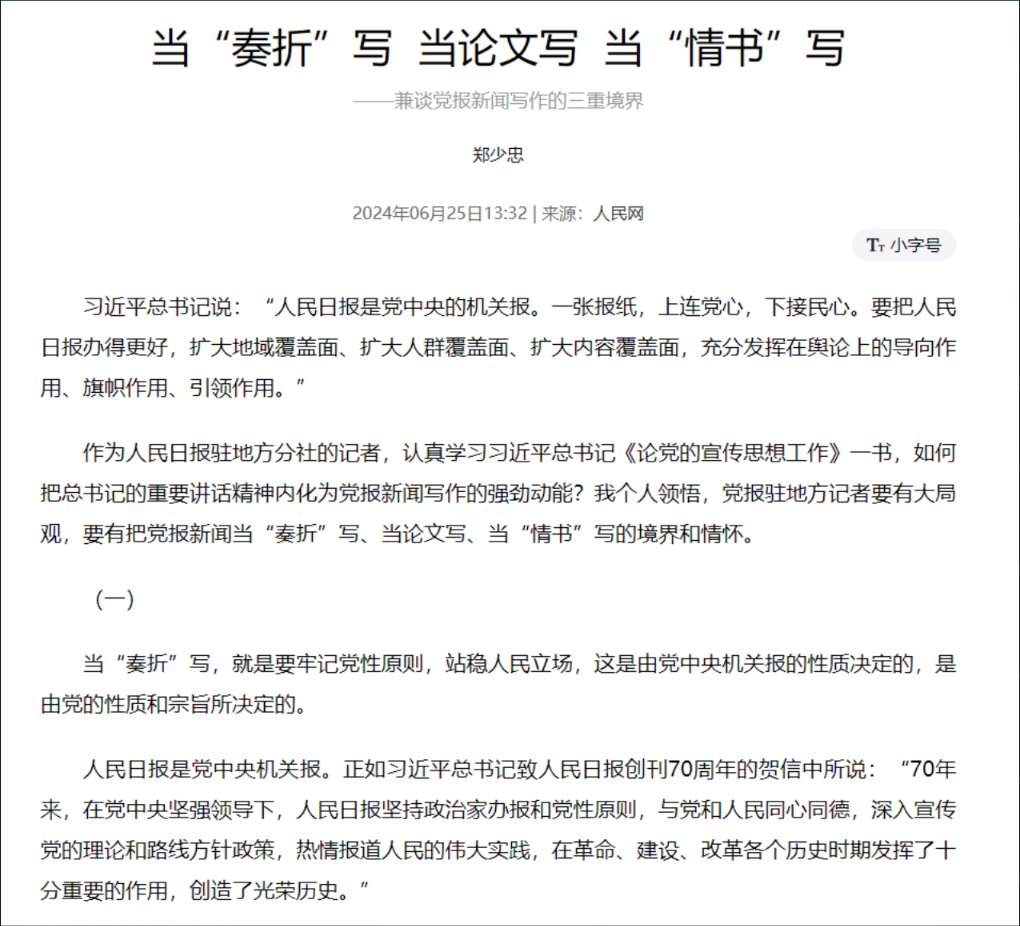 当“奏折”写 当论文写 当“情书”写
——兼谈党报新闻写作的三重境界
郑少忠
2024年06月25日13:32 | 来源：人民网
TT 小字号
习近平总书记说：“人民日报是党中央的机关报。一张报纸，上连党心，下接民心。要把人民
日报办得更好，扩大地域覆盖面、扩大人群覆盖面、扩大内容覆盖面，充分发挥在舆论上的导向作
用、旗帜作用、引领作用。”
作为人民日报驻地方分社的记者，认真学习习近平总书记《论党的宣传思想工作》一书，如何
把总书记的重要讲话精神内化为党报新闻写作的强劲动能？我个人领悟，党报驻地方记者要有大局
观，要有把党报新闻当“奏折”写、当论文写、当“情书”写的境界和情怀。
（一）
当“奏折”写，就是要牢记党性原则，站稳人民立场，这是由党中央机关报的性质决定的，是
由党的性质和宗旨所决定的。
人民日报是党中央机关报。正如习近平总书记致人民日报创刊70周年的贺信中所说：“70年
来，在党中央坚强领导下，人民日报坚持政治家办报和党性原则，与党和人民同心同德，深入宣传
党的理论和路线方针政策，热情报道人民的伟大实践，在革命、建设、改革各个历史时期发挥了十
分重要的作用，创造了光荣历史。”